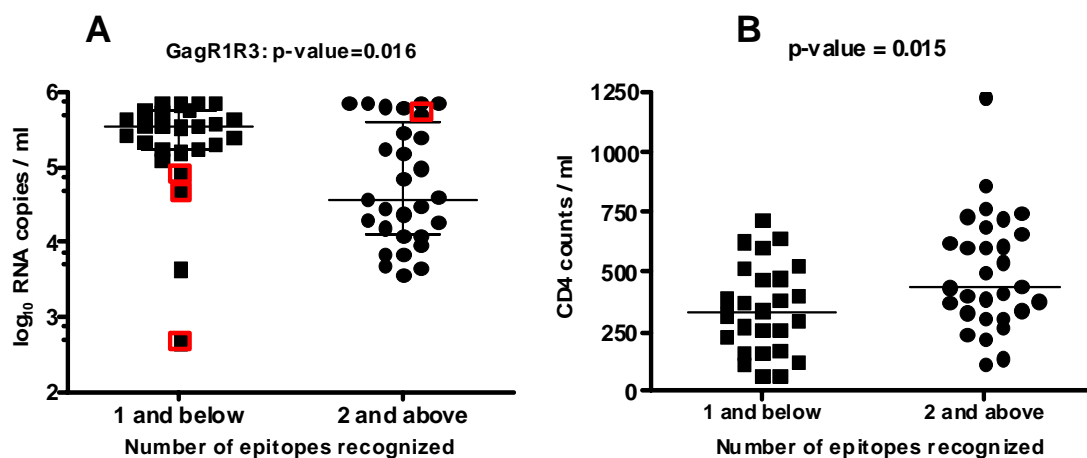 A
GagR1R3: p-value=0.016
log10 RNA copies / ml
6
5
4
3
2
1 and below
2 and above
Number of epitopes recognized
B
p-value = 0.015
CD4 counts / ml
1250
1000
750
500
250
0
1 and below
2 and above
Number of epitopes recognized